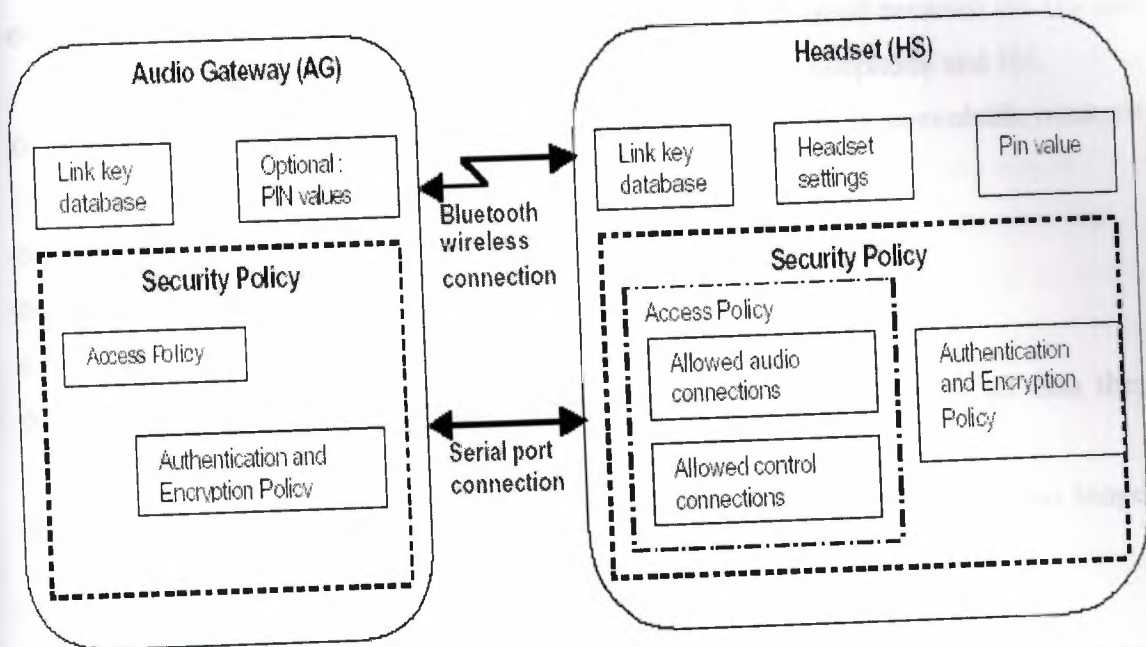 Audio Gateway (AG)
Link key
database
Optional :
PIN values
Security Policy
Access Policy
Authentication and
Encryption Policy
Bluetooth
wireless
connection
Serial port
connection
Headset (HS)
Link key
database
Headset
settings
Pin value
Security Policy
Access Policy
Allowed audio
connections
Allowed control
connections
Authentication
and Encryption
Policy